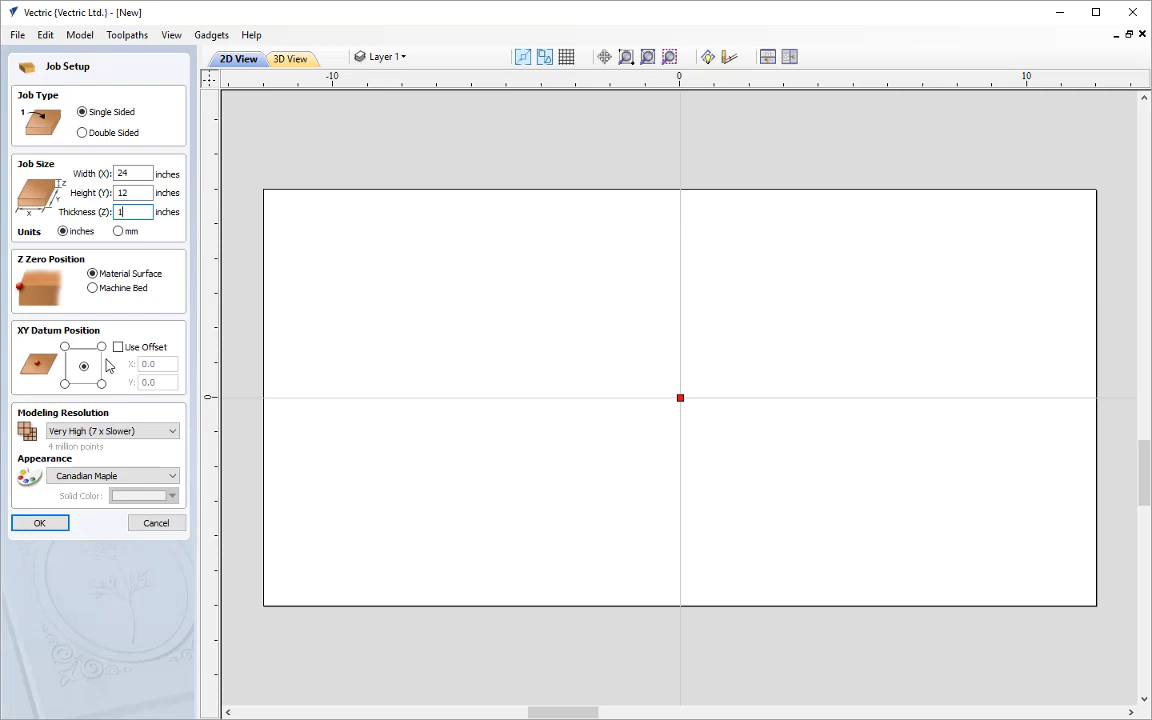 Vectric {Vectric Ltd.} - [New]
File Edit Model Toolpaths View Gadgets Help
2D View 3D View Layer 1
Job Setup
-10 0 10
Job Type
1
Single Sided
Double Sided
Job Size
Width (X): 24 inches
Height (Y): 12 inches
Thickness (Z): 1 inches
Z
Y
X
Units inches mm
Z Zero Position
Material Surface
Machine Bed
XY Datum Position
Use Offset
X: 0.0
Y: 0.0
0
Modeling Resolution
Very High (7 x Slower)
4 million points
Appearance
Canadian Maple
Solid Color:
OK Cancel